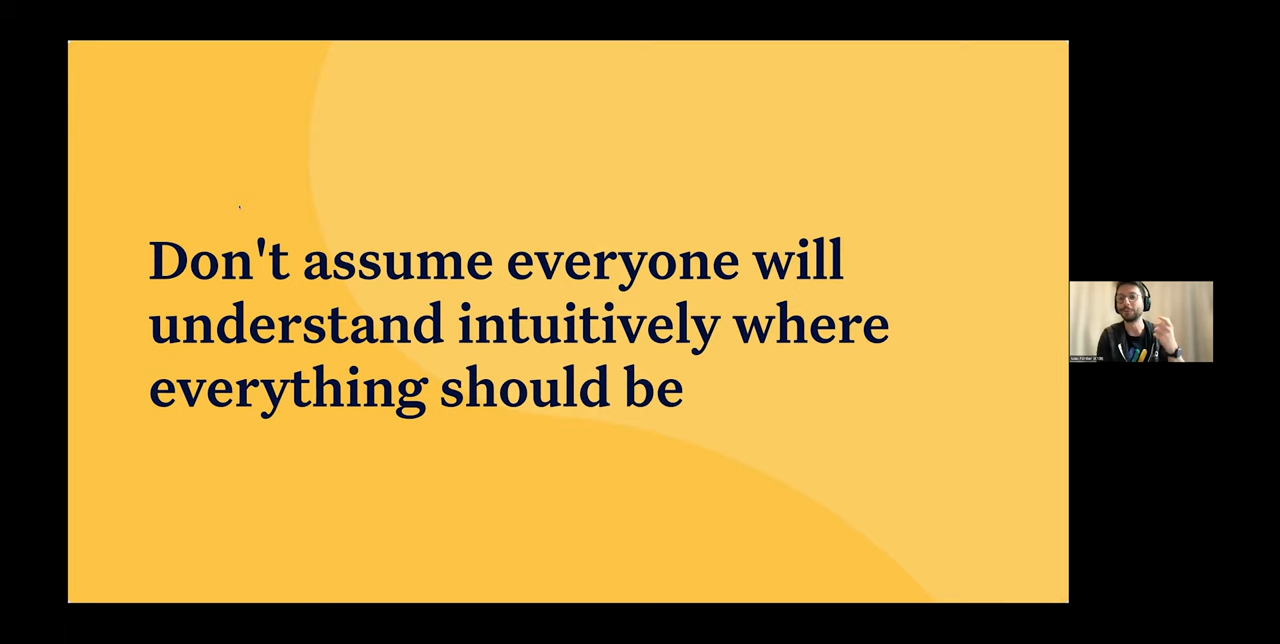 Don't assume everyone will
understand intuitively where
everything should be